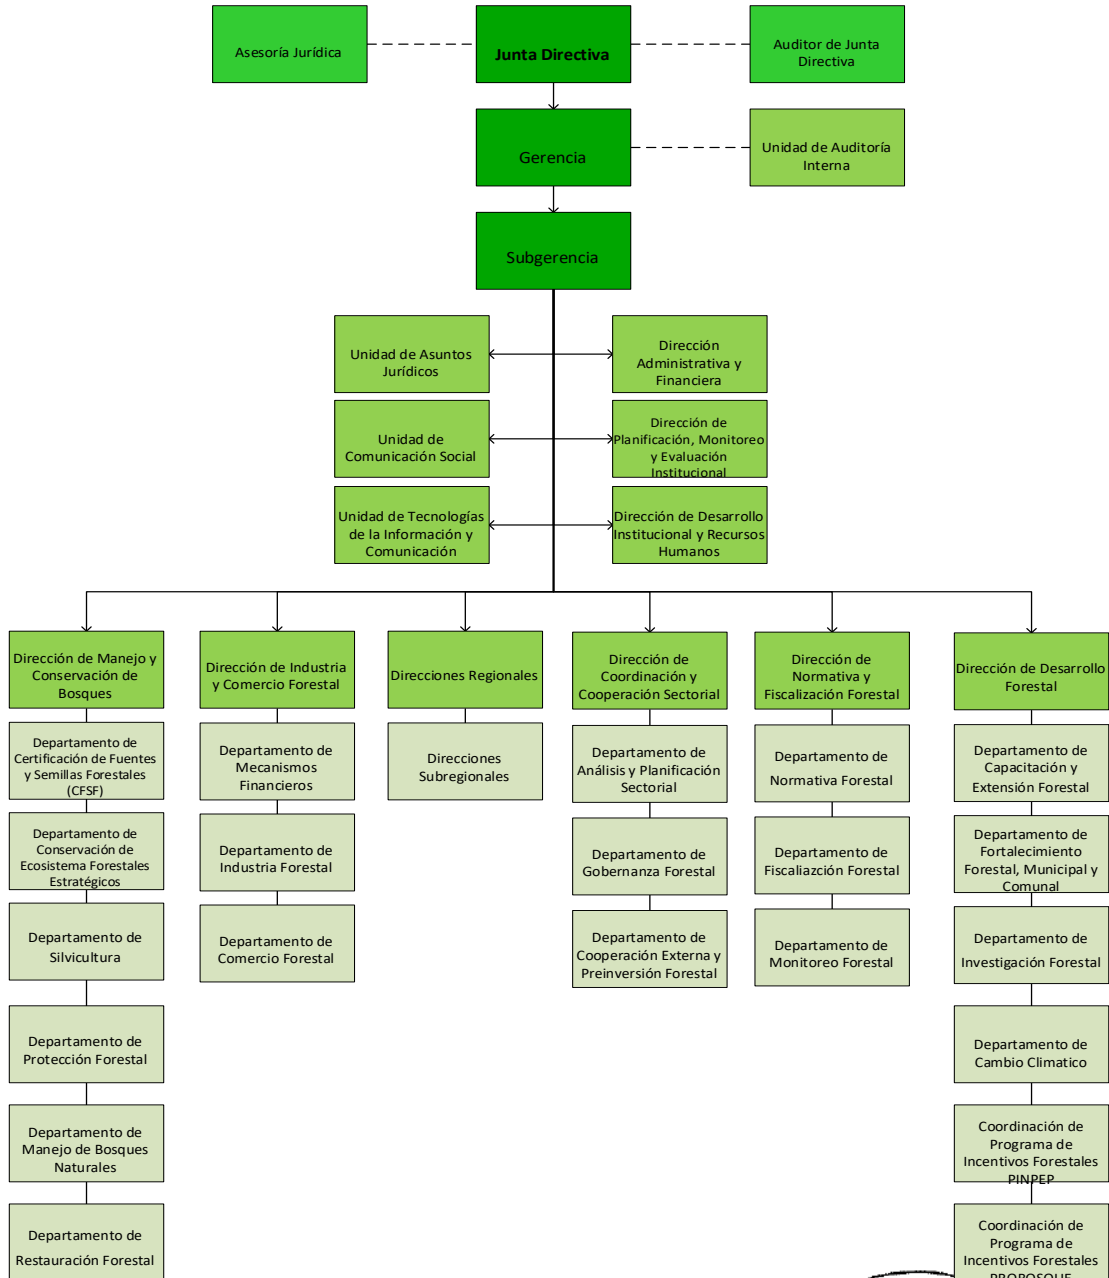 Asesoría Jurídica
Junta Directiva
Auditor de Junta
Directiva
Gerencia
Unidad de Auditoría
Interna
Subgerencia
Unidad de Asuntos
Jurídicos
Dirección
Administrativa y
Financiera
Unidad de
Comunicación Social
Dirección de
Planificación, Monitoreo
y Evaluación
Institucional
Unidad de Tecnologías
de la Información y
Comunicación
Dirección de Desarrollo
Institucional y Recursos
Humanos
Dirección de Manejo y
Conservación de
Bosques
Dirección de Industria
y Comercio Forestal
Direcciones Regionales
Dirección de
Coordinación y
Cooperación Sectorial
Dirección de
Normativa y
Fiscalización Forestal
Dirección de Desarrollo
Forestal
Departamento de
Certificación de Fuentes
y Semillas Forestales
(CFSF)
Departamento de
Mecanismos
Financieros
Direcciones
Subregionales
Departamento de
Análisis y Planificación
Sectorial
Departamento de
Normativa Forestal
Departamento de
Capacitación y
Extensión Forestal
Departamento de
Conservación de
Ecosistema Forestales
Estratégicos
Departamento de
Industria Forestal
Departamento de
Gobernanza Forestal
Departamento de
Fiscaliazción Forestal
Departamento de
Fortalecimiento
Forestal, Municipal y
Comunal
Departamento de
Silvicultura
Departamento de
Comercio Forestal
Departamento de
Cooperación Externa y
Preinversión Forestal
Departamento de
Monitoreo Forestal
Departamento de
Investigación Forestal
Departamento de
Protección Forestal
Departamento de
Cambio Climatico
Departamento de
Manejo de Bosques
Naturales
Coordinación de
Programa de
Incentivos Forestales
PINPEP
Departamento de
Restauración Forestal
Coordinación de
Programa de
Incentivos Forestales
PROBOSQUE